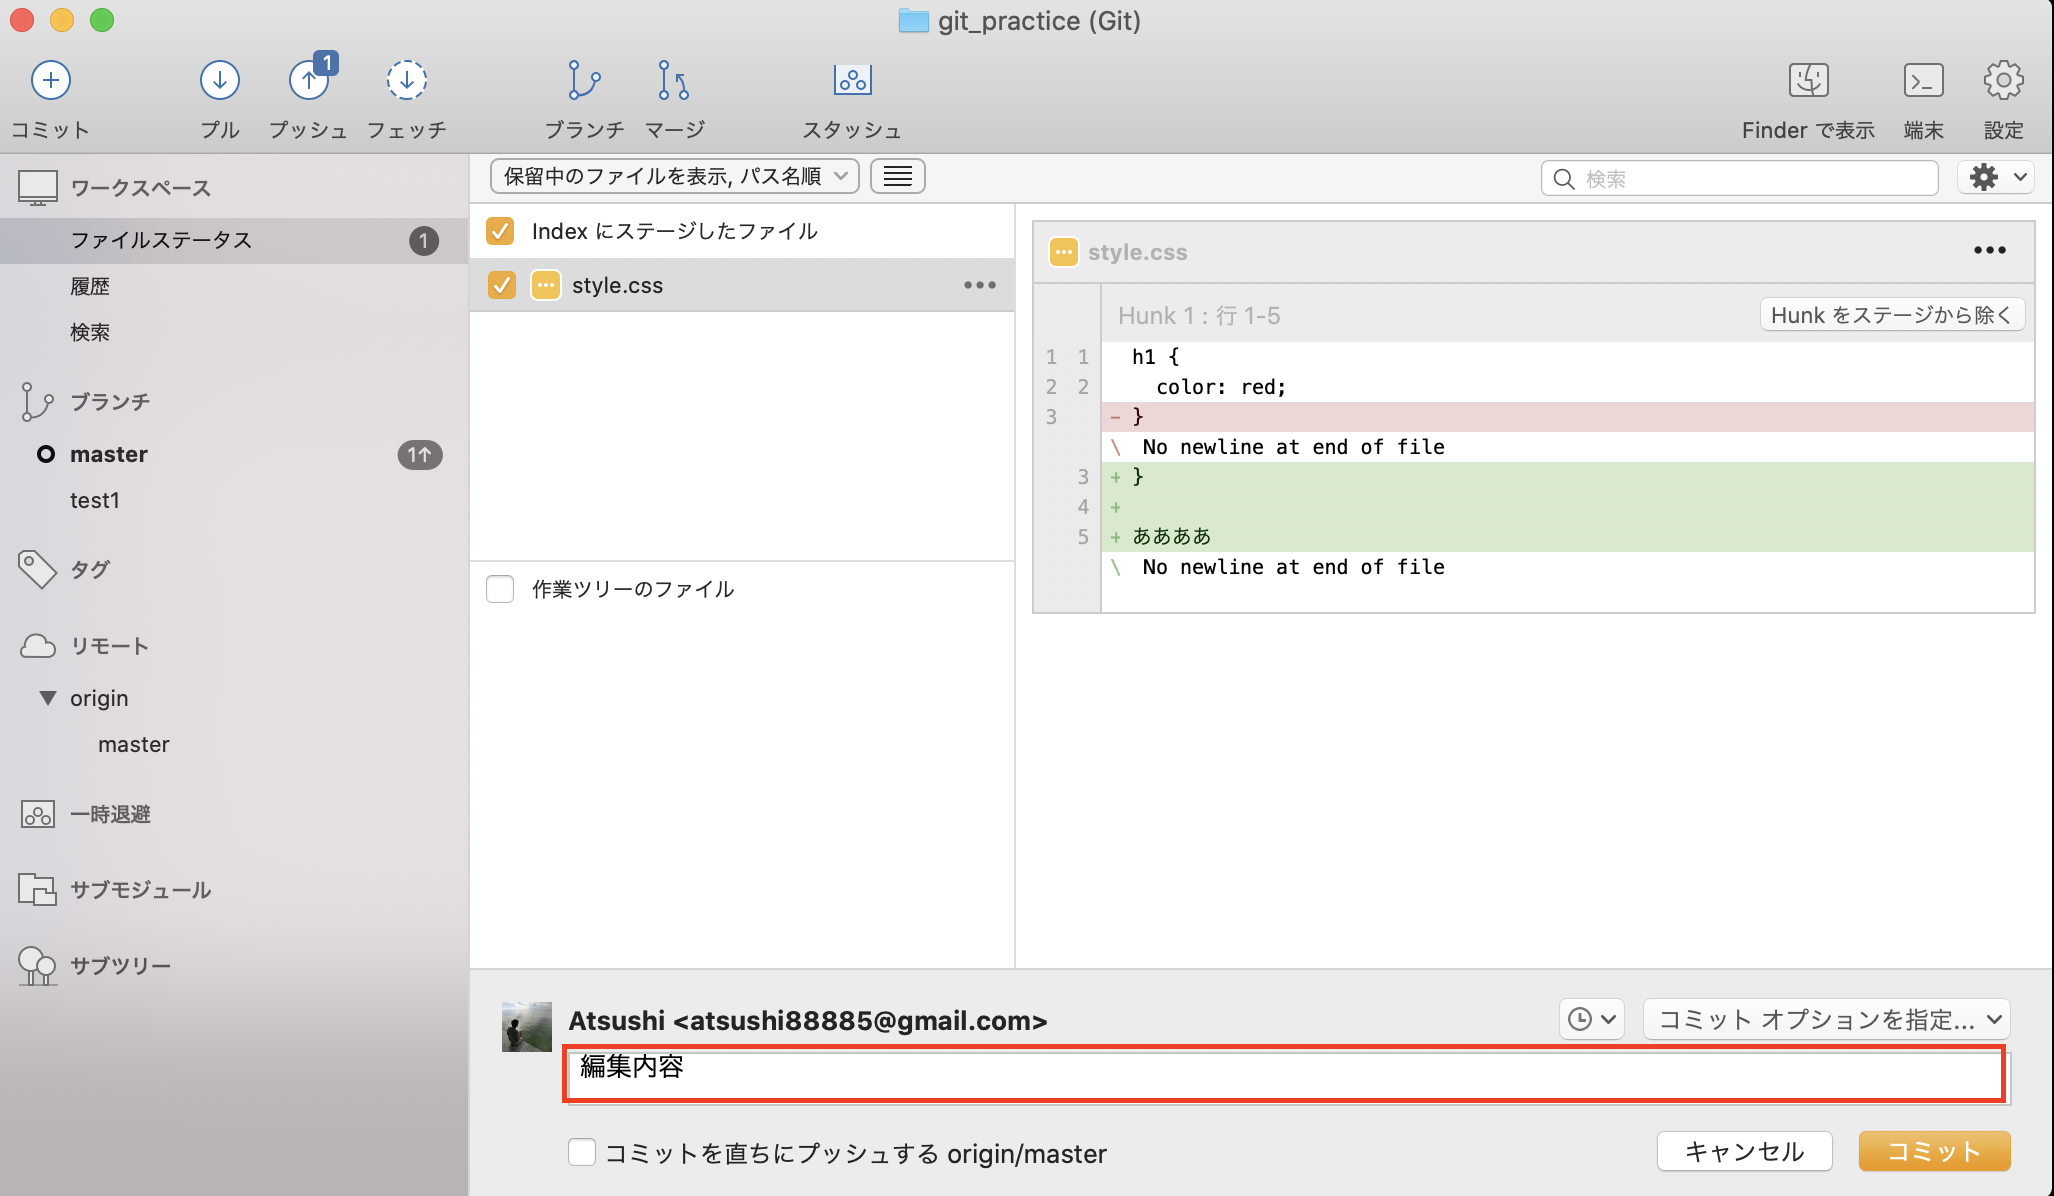 git_practice (Git)
1
コミット
プル
プッシュ
フェッチ
ブランチ
マージ
スタッシュ
Finder で表示
端末
設定
ワークスペース
ファイルステータス 1
履歴
検索
ブランチ
master 1↑
test1
タグ
リモート
origin
master
一時退避
サブモジュール
サブツリー
保留中のファイルを表示, パス名順
検索
Index にステージしたファイル
style.css
作業ツリーのファイル
style.css
Hunk 1 : 行 1-5
Hunk をステージから除く
1 1 h1 {
2 2 color: red;
3 - }
\ No newline at end of file
3 + }
4 +
5 + ああああ
\ No newline at end of file
Atsushi <atsushi88885@gmail.com>
コミット オプションを指定...
編集内容
コミットを直ちにプッシュする origin/master
キャンセル
コミット